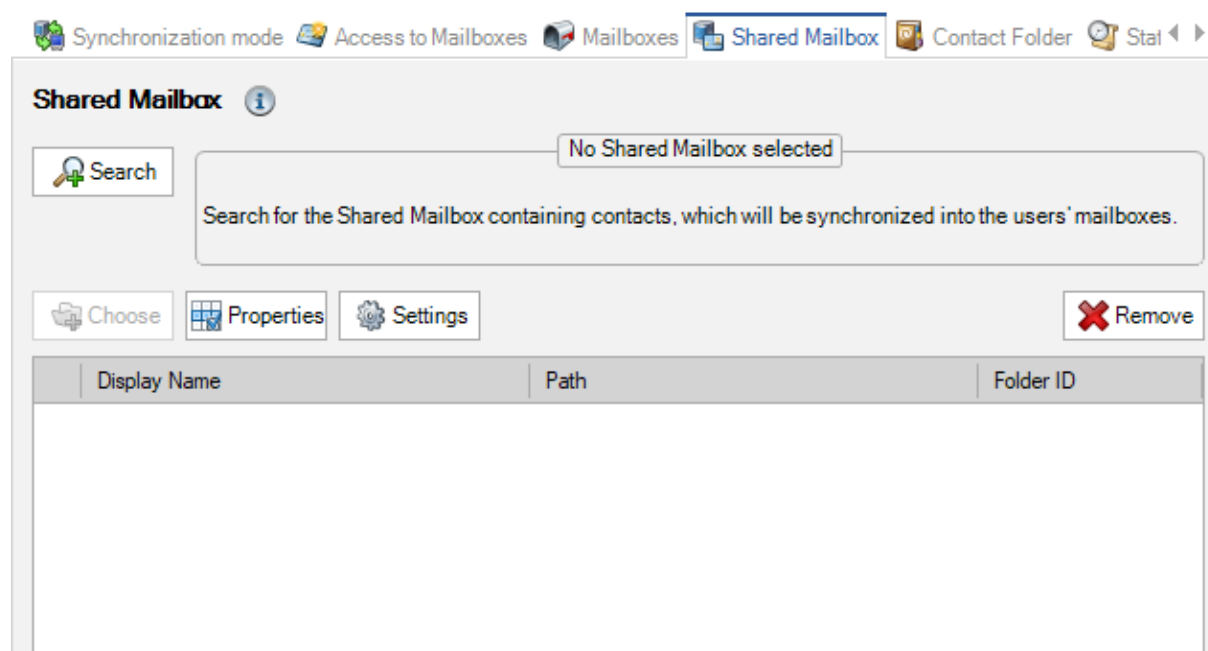 Synchronization mode Access to Mailboxes Mailboxes Shared Mailbox Contact Folder Stat
Shared Mailbox
No Shared Mailbox selected
Search
Search for the Shared Mailbox containing contacts, which will be synchronized into the users' mailboxes.
Choose Properties Settings Remove
Display Name Path Folder ID